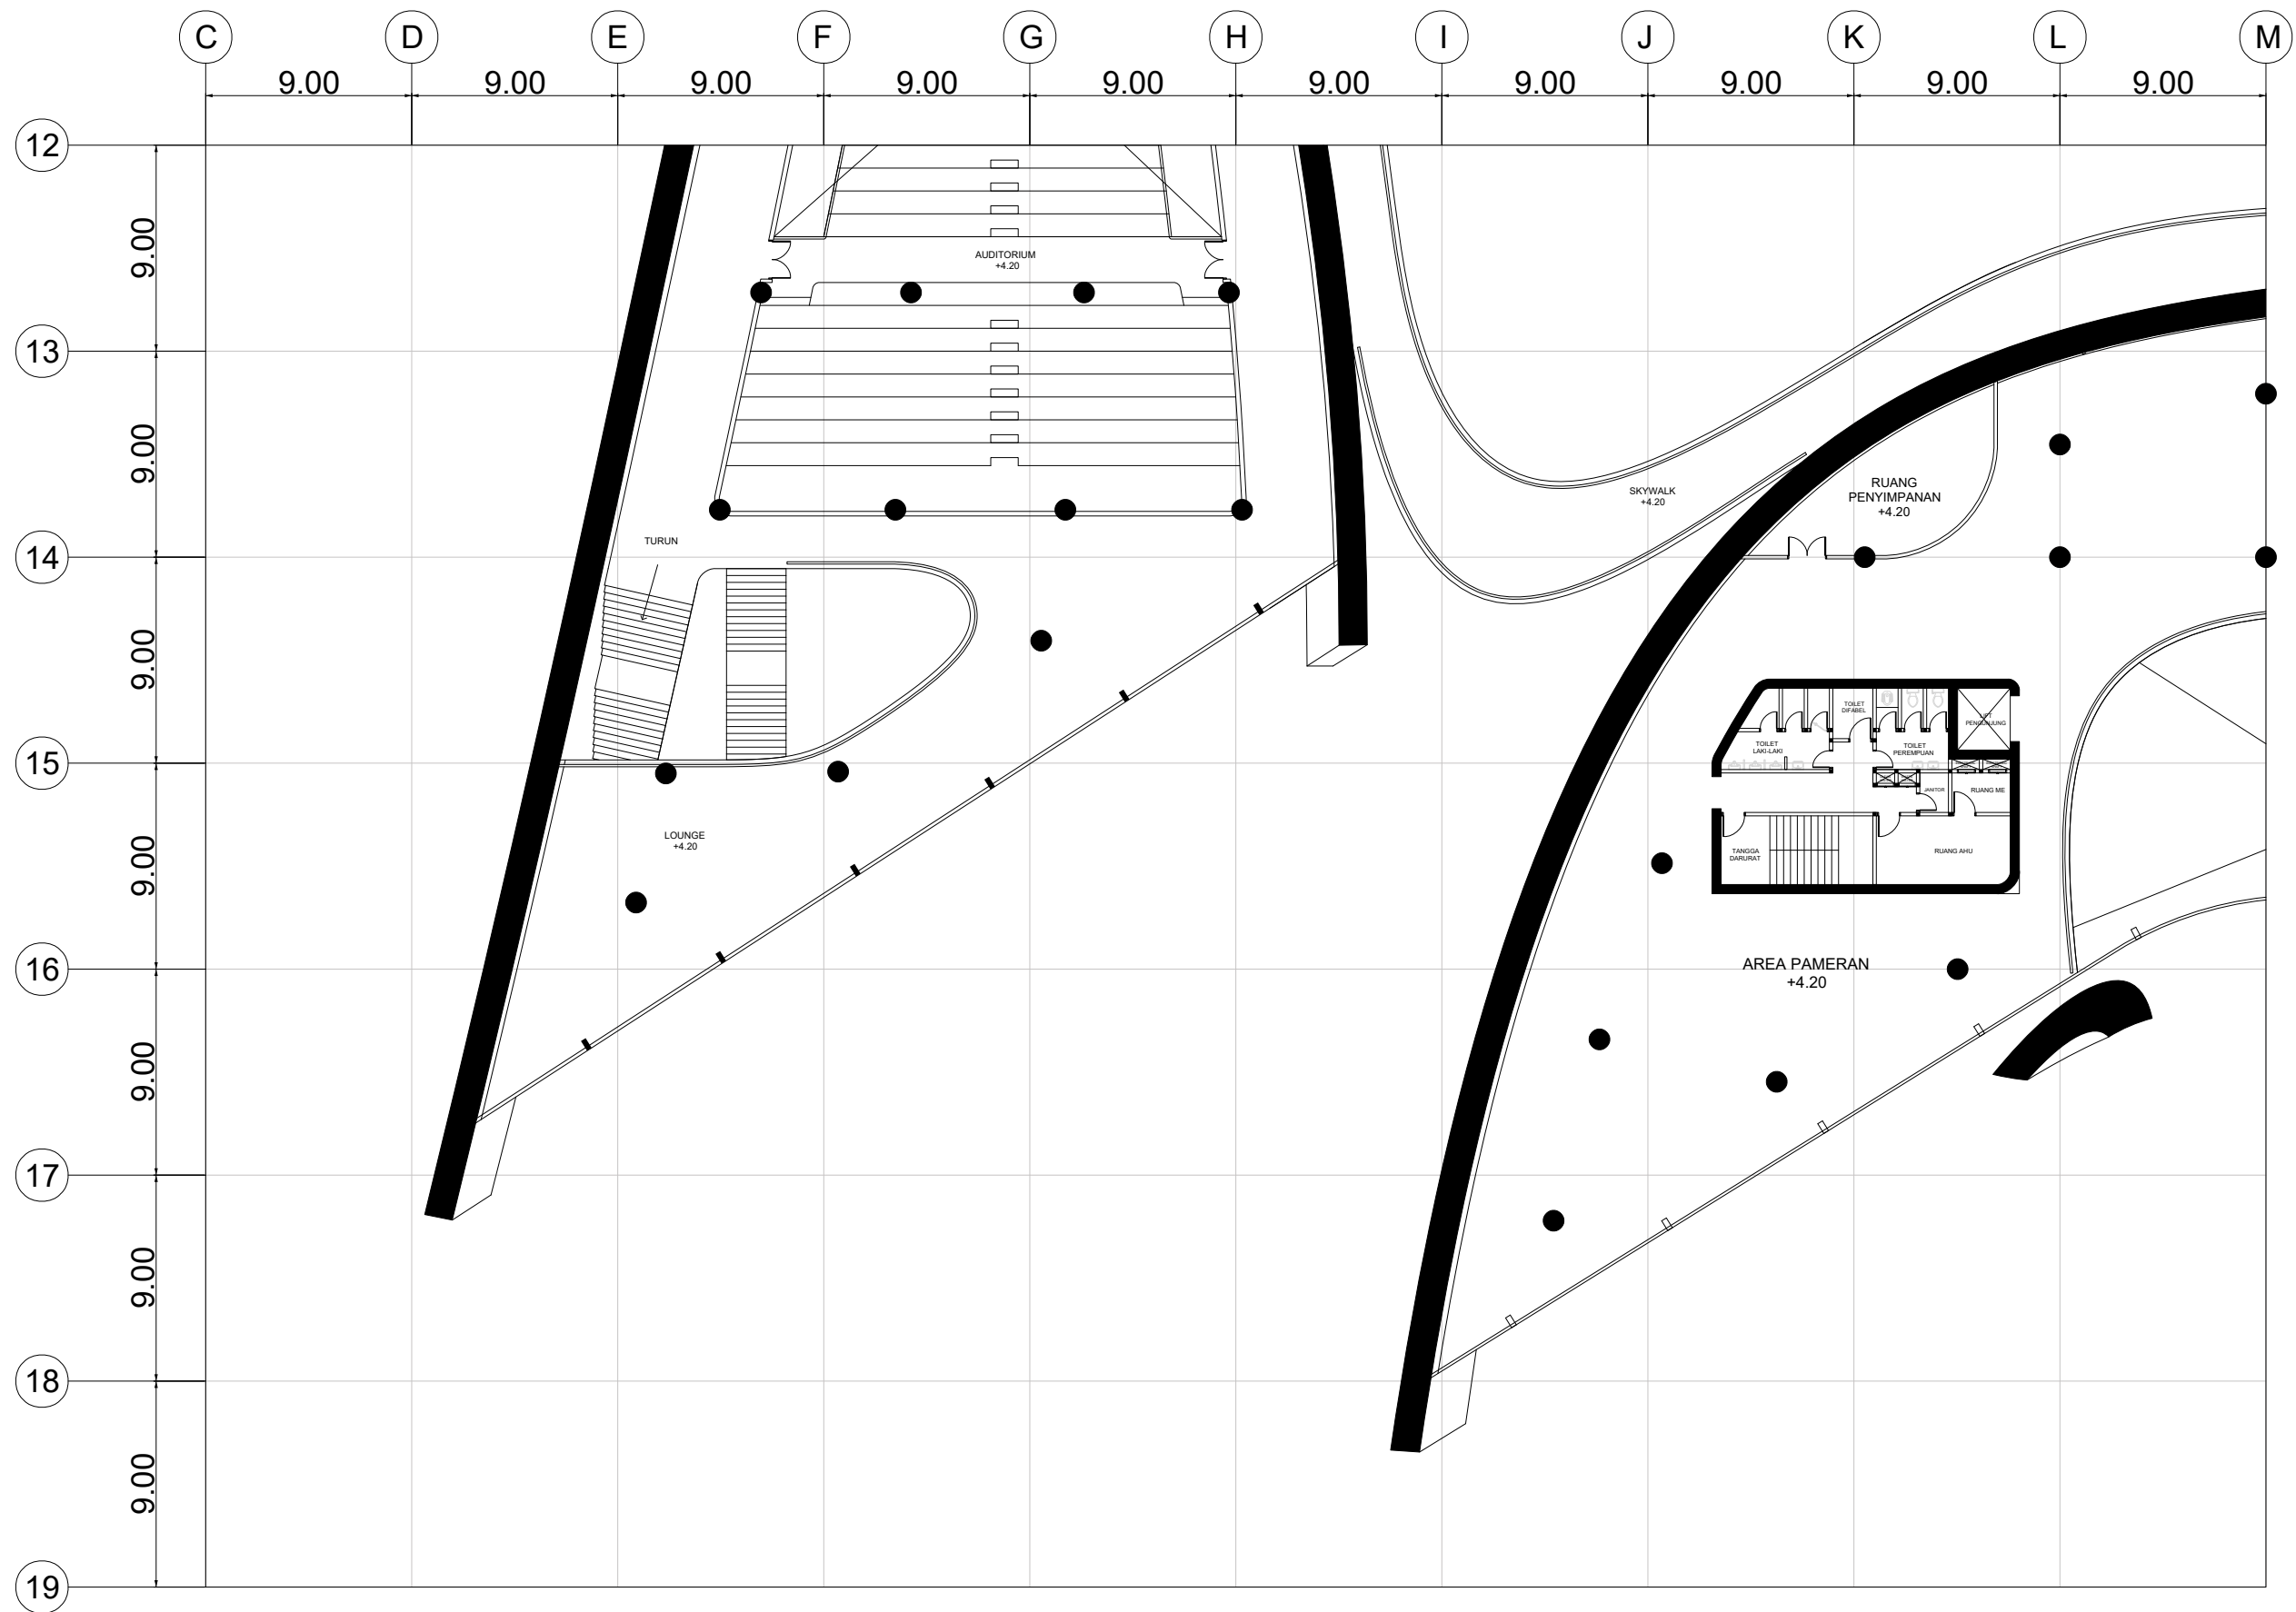 C D E F G H I J K L M
9.00 9.00 9.00 9.00 9.00 9.00 9.00 9.00 9.00 9.00
12
9.00
AUDITORIUM
+4.20
13
9.00
SKYWALK
+4.20
RUANG
PENYIMPANAN
+4.20
TURUN
14
9.00
TOILET
DIFABEL
LIFT
PENGUNJUNG
TOILET
LAKI-LAKI
TOILET
PEREMPUAN
15
JANITOR
RUANG ME
9.00
LOUNGE
+4.20
TANGGA
DARURAT
RUANG AHU
16
AREA PAMERAN
+4.20
9.00
17
9.00
18
9.00
19